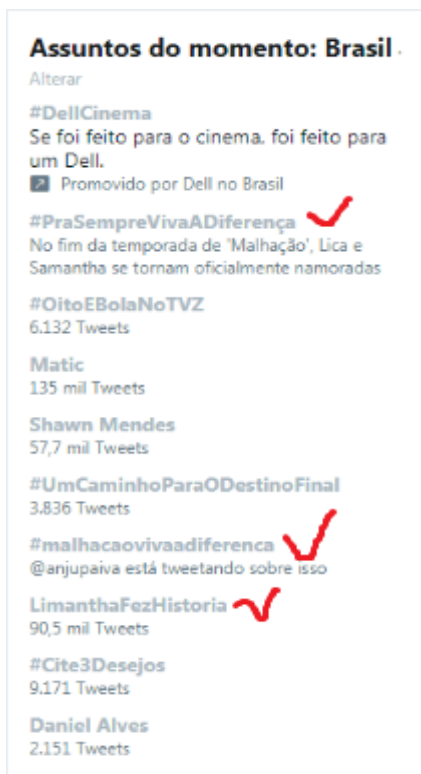 Assuntos do momento: Brasil ·
Alterar
#DellCinema
Se foi feito para o cinema. foi feito para
um Dell.
Promovido por Dell no Brasil
#PraSempreVivaADiferença
No fim da temporada de 'Malhação', Lica e
Samantha se tornam oficialmente namoradas
#OitoEBolaNoTVZ
6.132 Tweets
Matic
135 mil Tweets
Shawn Mendes
57,7 mil Tweets
#UmCaminhoParaODestinoFinal
3.836 Tweets
#malhacaovivaadiferenca
@anjupaiva está tweetando sobre isso
LimanthaFezHistoria
90,5 mil Tweets
#Cite3Desejos
9.171 Tweets
Daniel Alves
2.151 Tweets